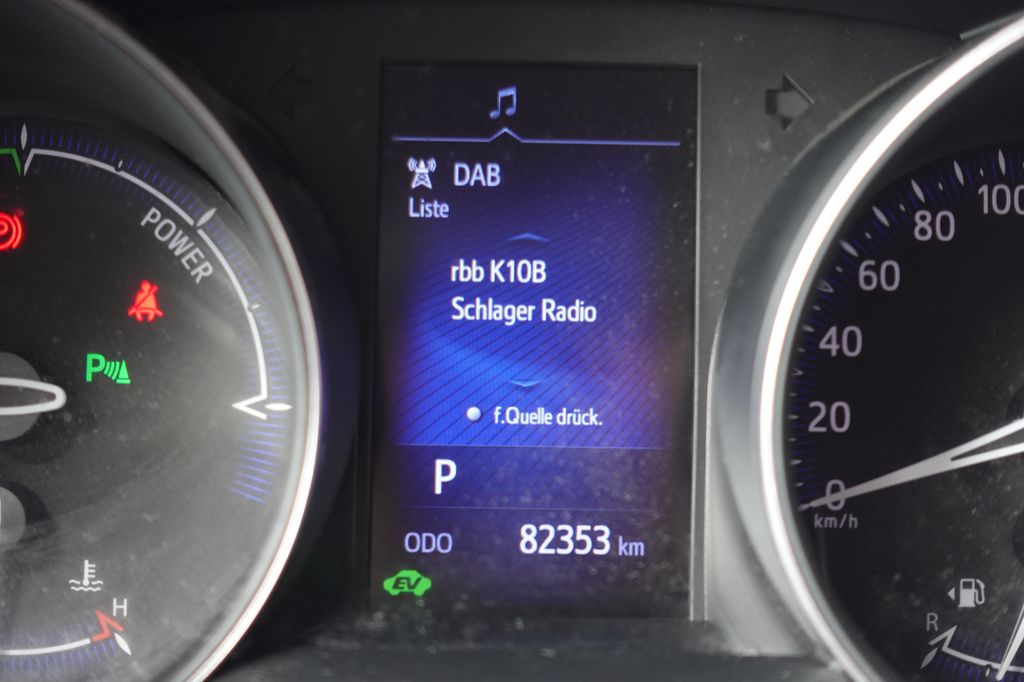 DAB
Liste
rbb K10B
Schlager Radio
f.Quelle drück.
P
ODO 82353 km
EV
POWER
P
P
H
100
80
60
40
20
0
km/h
R